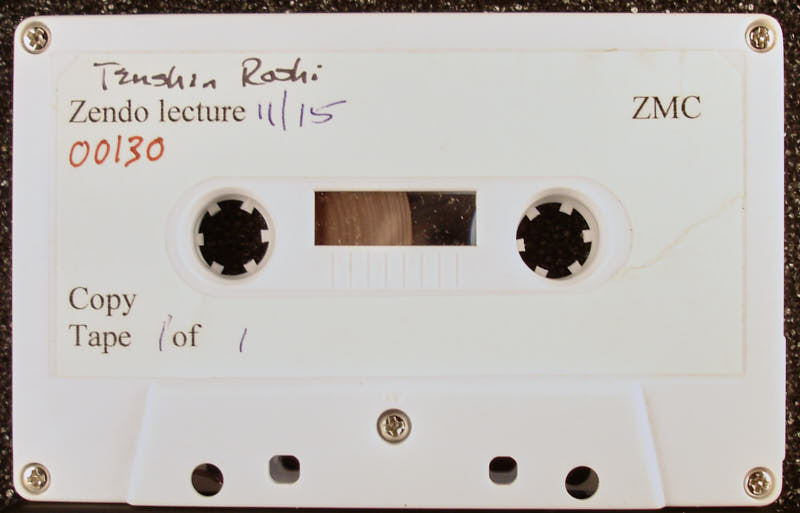 Tenshin Roshi
Zendo lecture 11/15 ZMC
00130
Copy
Tape 1 of 1